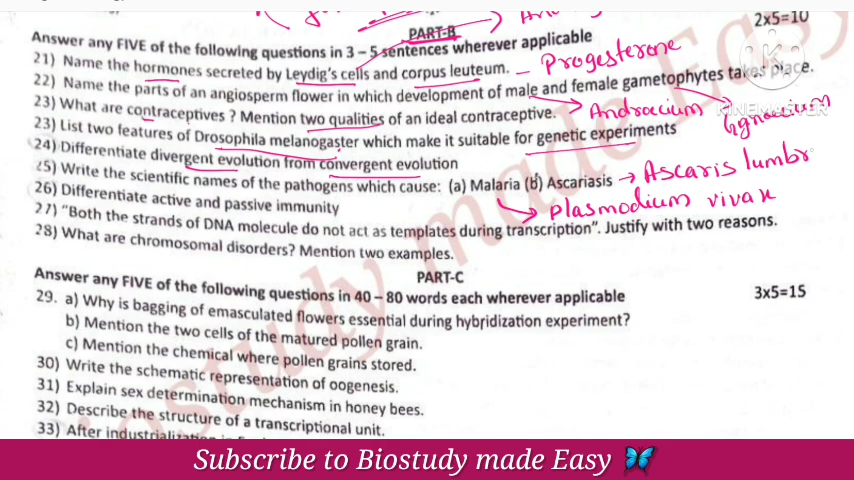 PART-B
2x5=10
Answer any FIVE of the following questions in 3 – 5 sentences wherever applicable
21) Name the hormones secreted by Leydig's cells and corpus leuteum. – Progesterone
22) Name the parts of an angiosperm flower in which development of male and female gametophytes takes place.
Androecium
23) What are contraceptives ? Mention two qualities of an ideal contraceptive.
KINEMASTER
23) List two features of Drosophila melanogaster which make it suitable for genetic experiments
24) Differentiate divergent evolution from convergent evolution
25) Write the scientific names of the pathogens which cause: (a) Malaria (b) Ascariasis → Ascaris lumbr
Plasmodium vivax
26) Differentiate active and passive immunity
27) "Both the strands of DNA molecule do not act as templates during transcription". Justify with two reasons.
28) What are chromosomal disorders? Mention two examples.
PART-C
Answer any FIVE of the following questions in 40 – 80 words each wherever applicable
3x5=15
29. a) Why is bagging of emasculated flowers essential during hybridization experiment?
b) Mention the two cells of the matured pollen grain.
c) Mention the chemical where pollen grains stored.
30) Write the schematic representation of oogenesis.
31) Explain sex determination mechanism in honey bees.
32) Describe the structure of a transcriptional unit.
33) After
Biostudy made Easy
Subscribe to Biostudy made Easy 🦋